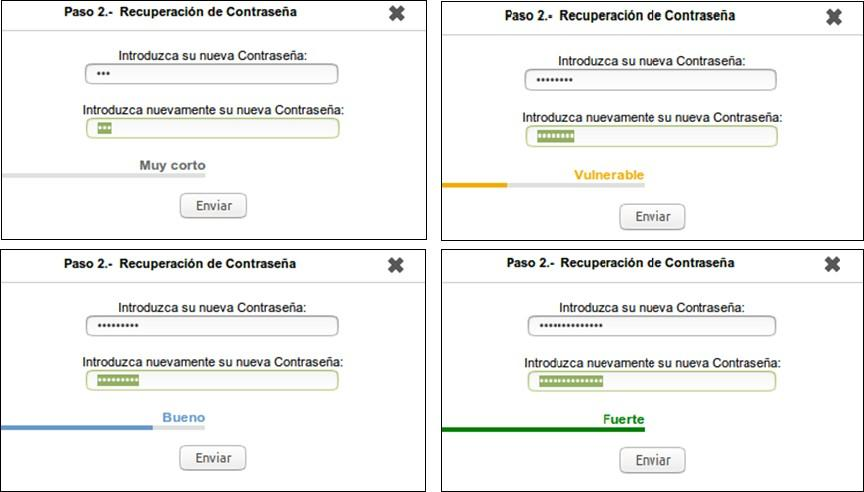 Paso 2.- Recuperación de Contraseña
Introduzca su nueva Contraseña:
•••
Introduzca nuevamente su nueva Contraseña:
•••
Muy corto
Enviar
Paso 2.- Recuperación de Contraseña
Introduzca su nueva Contraseña:
••••••••
Introduzca nuevamente su nueva Contraseña:
••••••••
Vulnerable
Enviar
Paso 2.- Recuperación de Contraseña
Introduzca su nueva Contraseña:
•••••••••
Introduzca nuevamente su nueva Contraseña:
•••••••••
Bueno
Enviar
Paso 2.- Recuperación de Contraseña
Introduzca su nueva Contraseña:
••••••••••••••
Introduzca nuevamente su nueva Contraseña:
••••••••••••••
Fuerte
Enviar